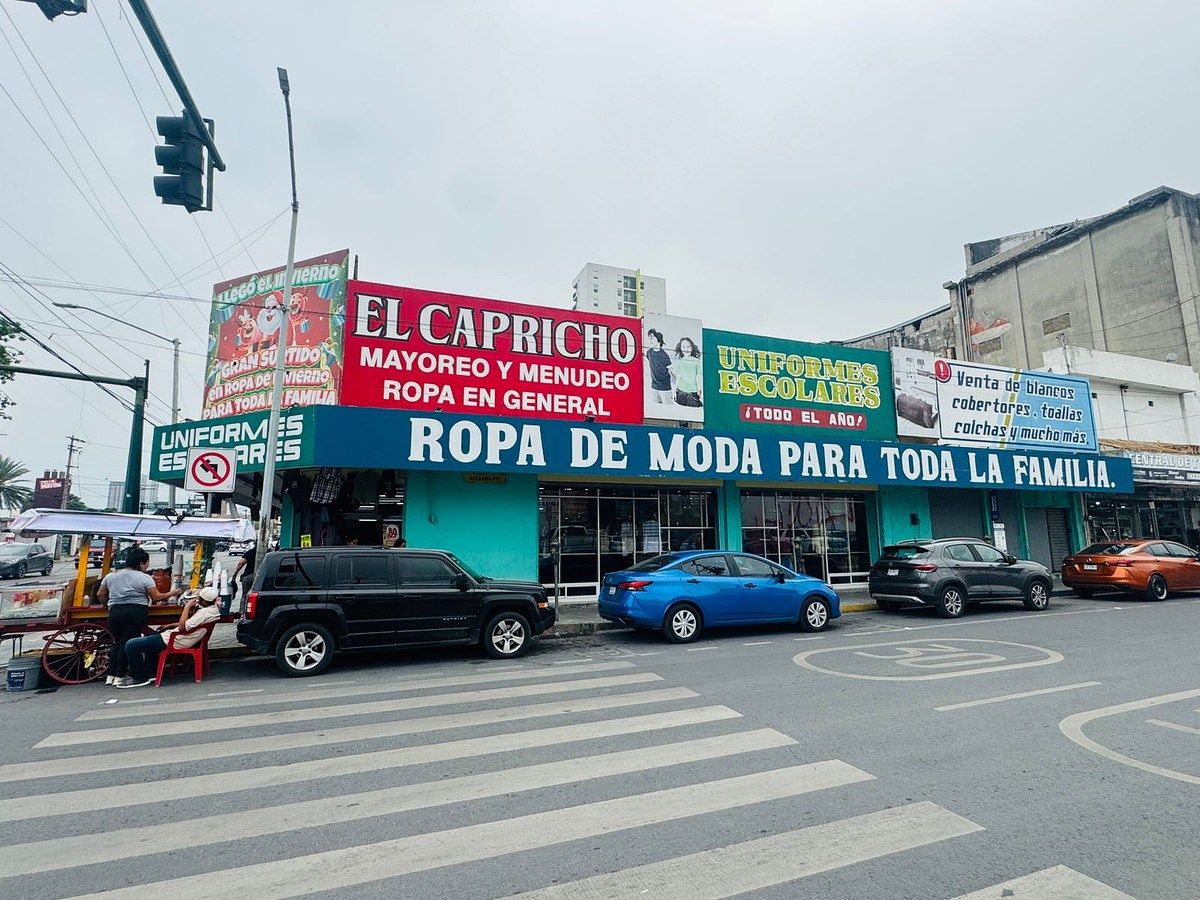 LLEGÓ EL INVIERNO
GRAN SURTIDO
en ROPA DE INVIERNO
PARA TODA LA FAMILIA
EL CAPRICHO
MAYOREO Y MENUDEO
ROPA EN GENERAL
UNIFORMES
ESCOLARES
¡TODO EL AÑO!
Venta de blancos
cobertores, toallas
colchas y mucho más.
UNIFORMES
ESCOLARES
ROPA DE MODA PARA TODA LA FAMILIA.
30